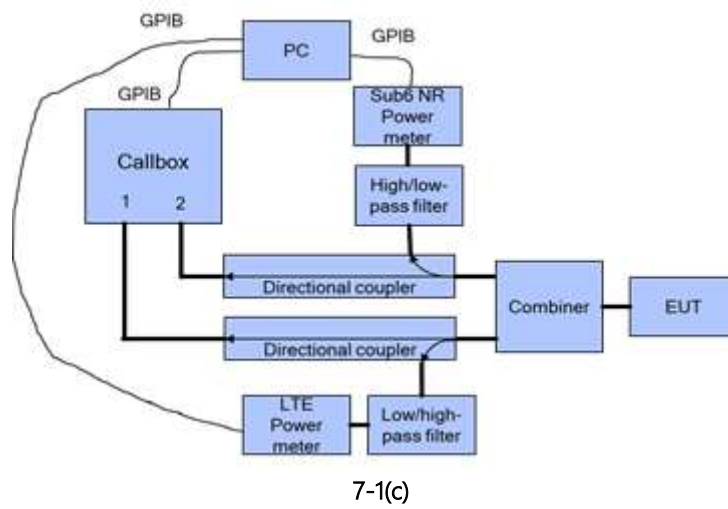 GPIB
PC
GPIB
GPIB
Sub6 NR
Power
meter
Callbox
1 2
High/low-
pass filter
Directional coupler
Combiner
EUT
Directional coupler
LTE
Power
meter
Low/high-
pass filter
7-1(c)